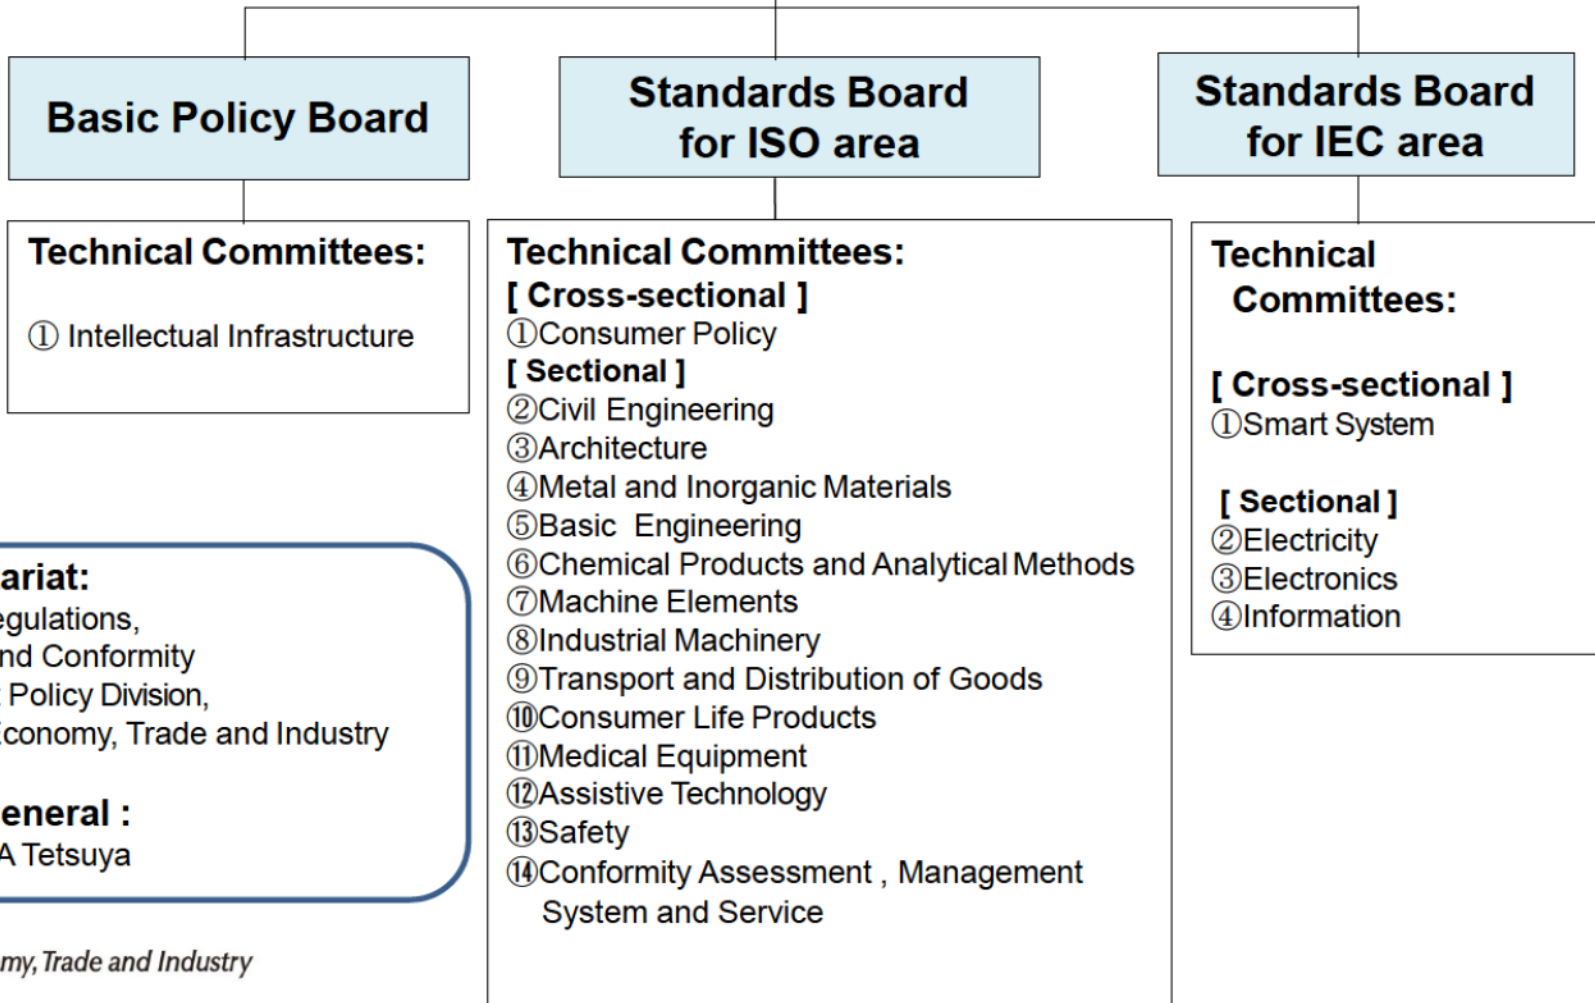 Basic Policy Board
Standards Board
for ISO area
Standards Board
for IEC area
Technical Committees:
① Intellectual Infrastructure
Technical Committees:
[ Cross-sectional ]
①Consumer Policy
[ Sectional ]
②Civil Engineering
③Architecture
④Metal and Inorganic Materials
⑤Basic Engineering
⑥Chemical Products and Analytical Methods
⑦Machine Elements
⑧Industrial Machinery
⑨Transport and Distribution of Goods
⑩Consumer Life Products
⑪Medical Equipment
⑫Assistive Technology
⑬Safety
⑭Conformity Assessment , Management
System and Service
Technical
Committees:
[ Cross-sectional ]
①Smart System
[ Sectional ]
②Electricity
③Electronics
④Information
ariat:
egulations,
nd Conformity
Policy Division,
Economy, Trade and Industry
eneral :
A Tetsuya
my, Trade and Industry